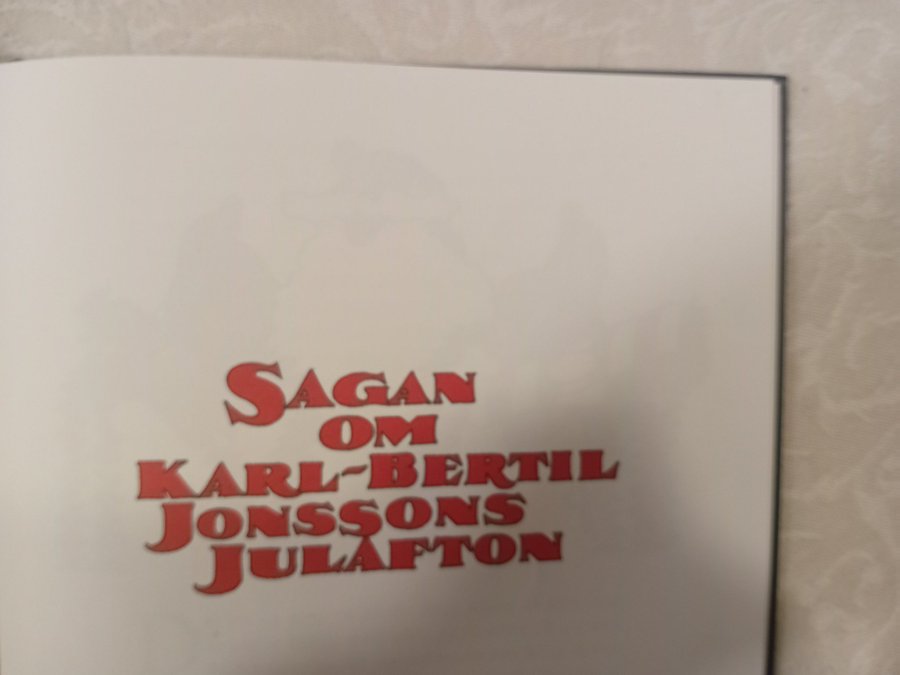 SAGAN
OM
KARL-BERTIL
JONSSONS
JULAFTON